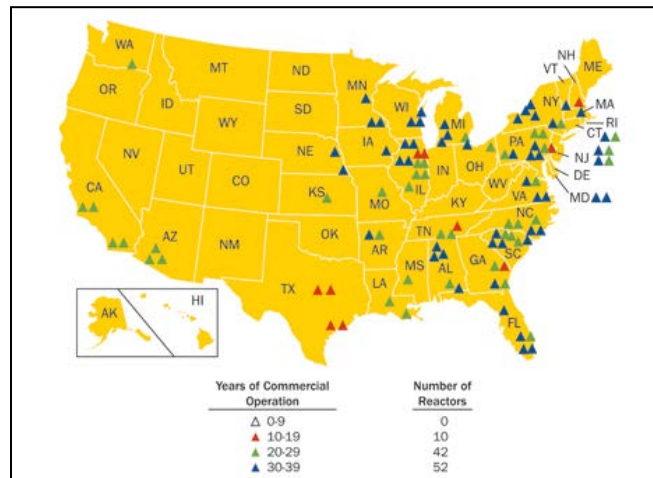 WA
MT
ND
MN
VT
NH
ME
OR
ID
SD
WI
NY
MA
WY
MI
RI
CT
NV
NE
IA
PA
NJ
UT
CO
IL
IN
OH
DE
CA
KS
MO
WV
VA
MD
KY
NC
AZ
NM
OK
TN
AR
SC
MS
AL
GA
TX
LA
AK
HI
FL
Years of Commercial Operation
Number of Reactors
0-9 0
10-19 10
20-29 42
30-39 52